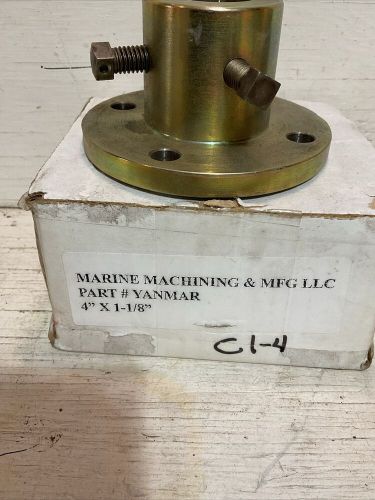 MARINE MACHINING & MFG LLC
PART # YANMAR
4” X 1-1/8”
C1-4